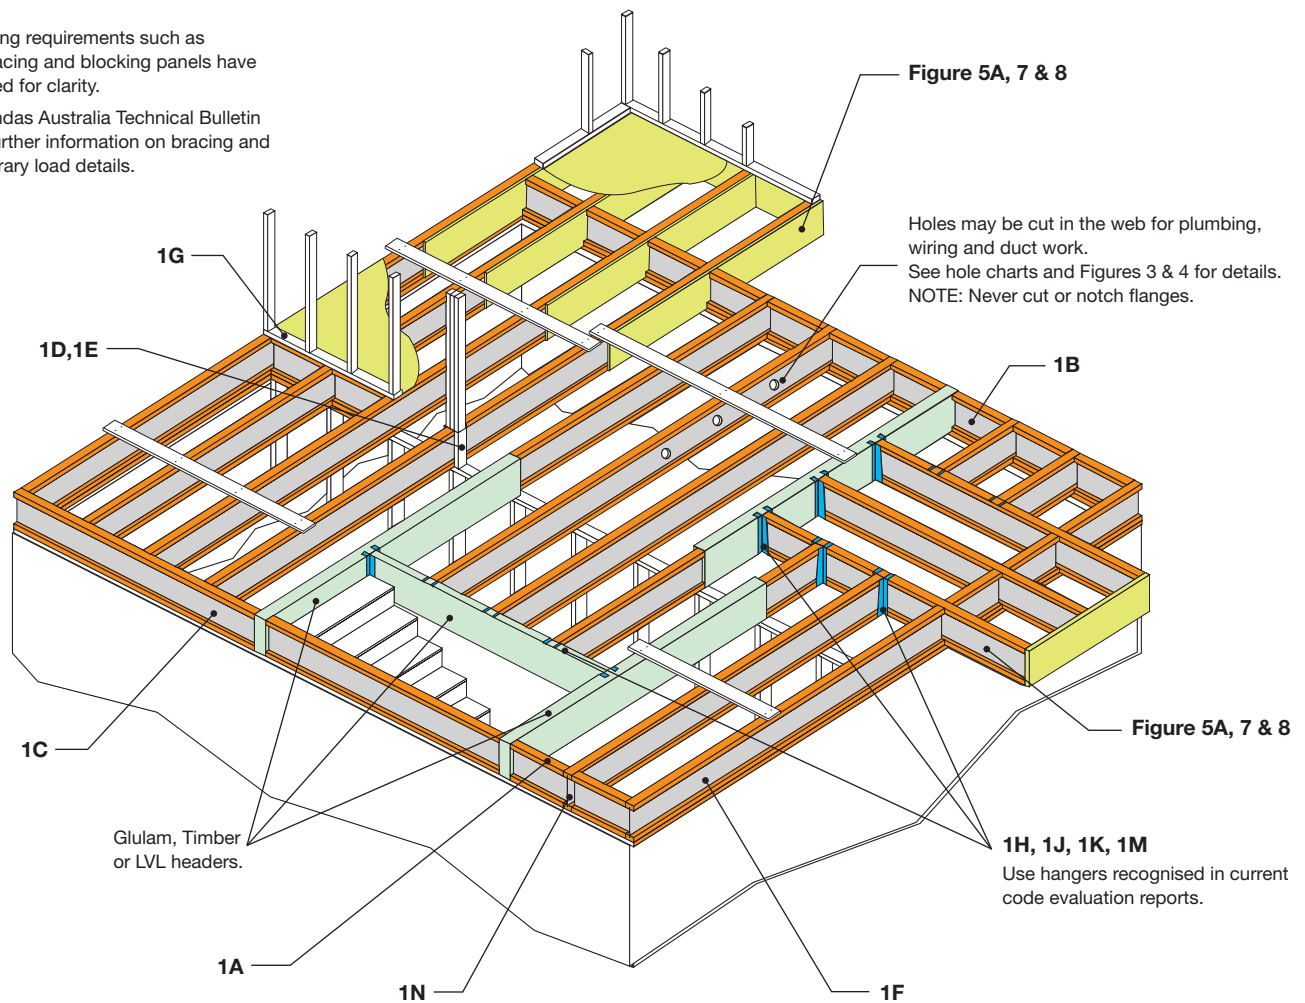 ng requirements such as
acing and blocking panels have
ed for clarity.
ndas Australia Technical Bulletin
urther information on bracing and
rary load details.
Figure 5A, 7 & 8
Holes may be cut in the web for plumbing,
wiring and duct work.
See hole charts and Figures 3 & 4 for details.
NOTE: Never cut or notch flanges.
1G
1D,1E
1B
1C
Figure 5A, 7 & 8
Glulam, Timber
or LVL headers.
1H, 1J, 1K, 1M
Use hangers recognised in current
code evaluation reports.
1A
1N
1F